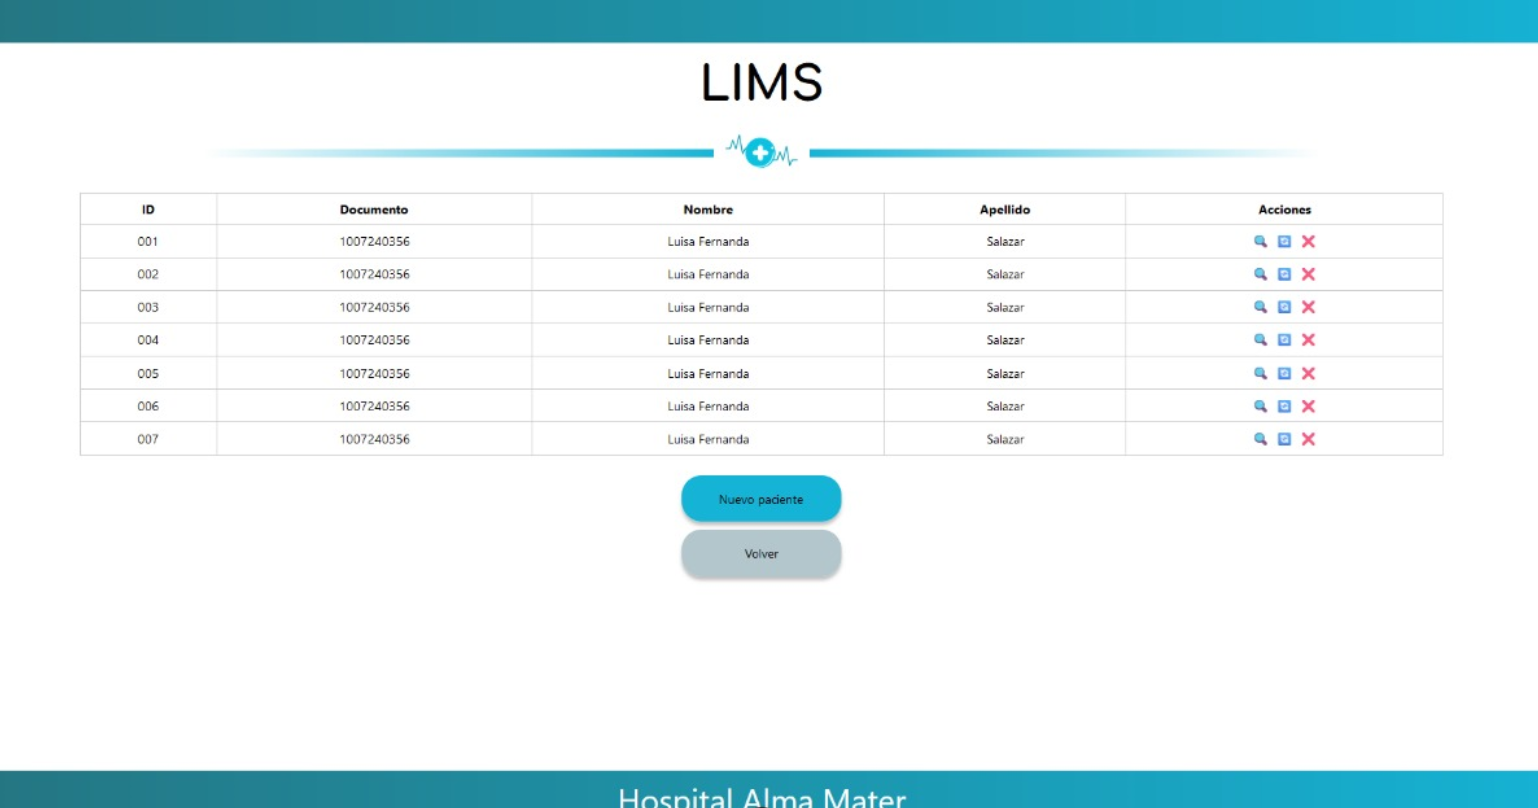 LIMS
ID Documento Nombre Apellido Acciones
001 1007240356 Luisa Fernanda Salazar
002 1007240356 Luisa Fernanda Salazar
003 1007240356 Luisa Fernanda Salazar
004 1007240356 Luisa Fernanda Salazar
005 1007240356 Luisa Fernanda Salazar
006 1007240356 Luisa Fernanda Salazar
007 1007240356 Luisa Fernanda Salazar
Nuevo paciente
Volver
Hospital Alma Mater